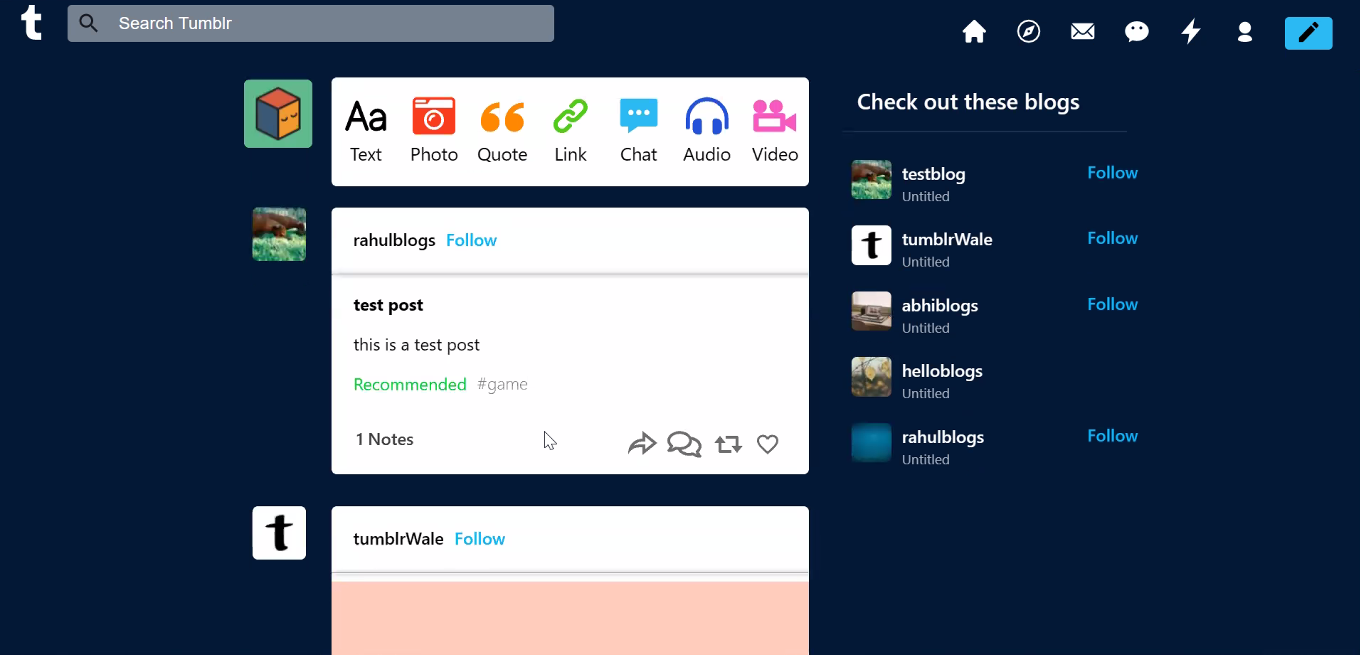 t
Search Tumblr
Aa
Text Photo Quote Link Chat Audio Video
rahulblogs Follow
test post
this is a test post
Recommended #game
1 Notes
t
tumblrWale Follow
Check out these blogs
testblog Follow
Untitled
t
tumblrWale Follow
Untitled
abhiblogs Follow
Untitled
helloblogs
Untitled
rahulblogs Follow
Untitled